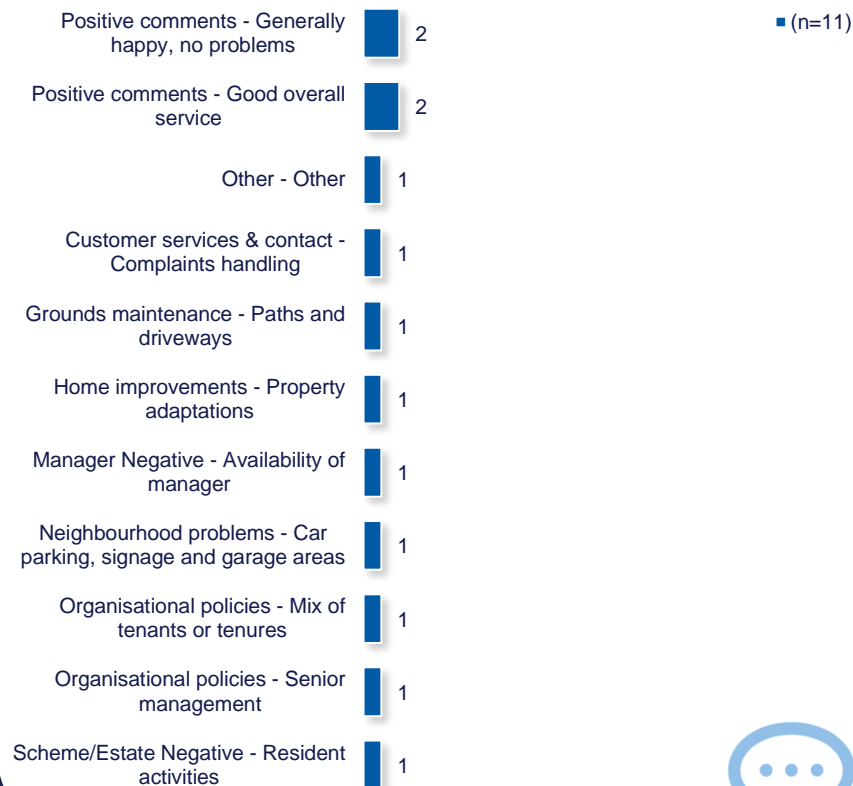 Positive comments - Generally
happy, no problems
2
(n=11)
Positive comments - Good overall
service
2
Other - Other
1
Customer services & contact -
Complaints handling
1
Grounds maintenance - Paths and
driveways
1
Home improvements - Property
adaptations
1
Manager Negative - Availability of
manager
1
Neighbourhood problems - Car
parking, signage and garage areas
1
Organisational policies - Mix of
tenants or tenures
1
Organisational policies - Senior
management
1
Scheme/Estate Negative - Resident
activities
1